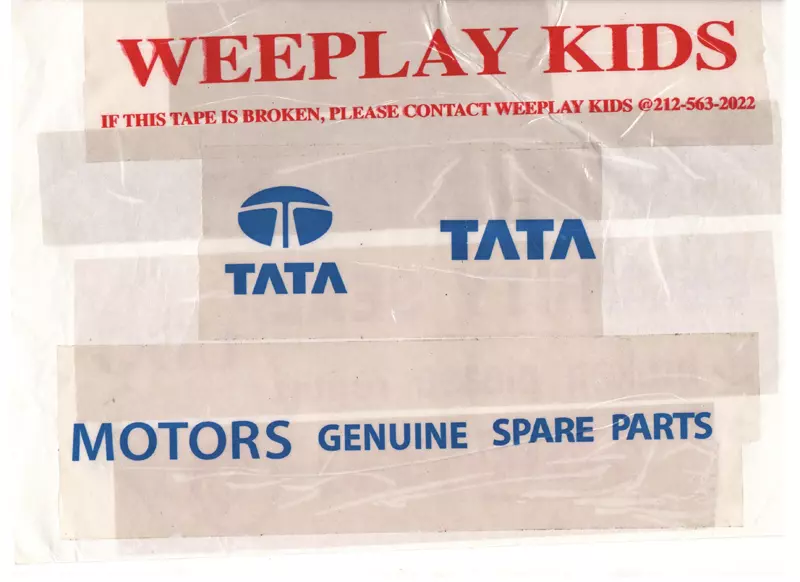 WEEPLAY KIDS
IF THIS TAPE IS BROKEN, PLEASE CONTACT WEEPLAY KIDS @212-563-2022
TATA TATA
MOTORS GENUINE SPARE PARTS